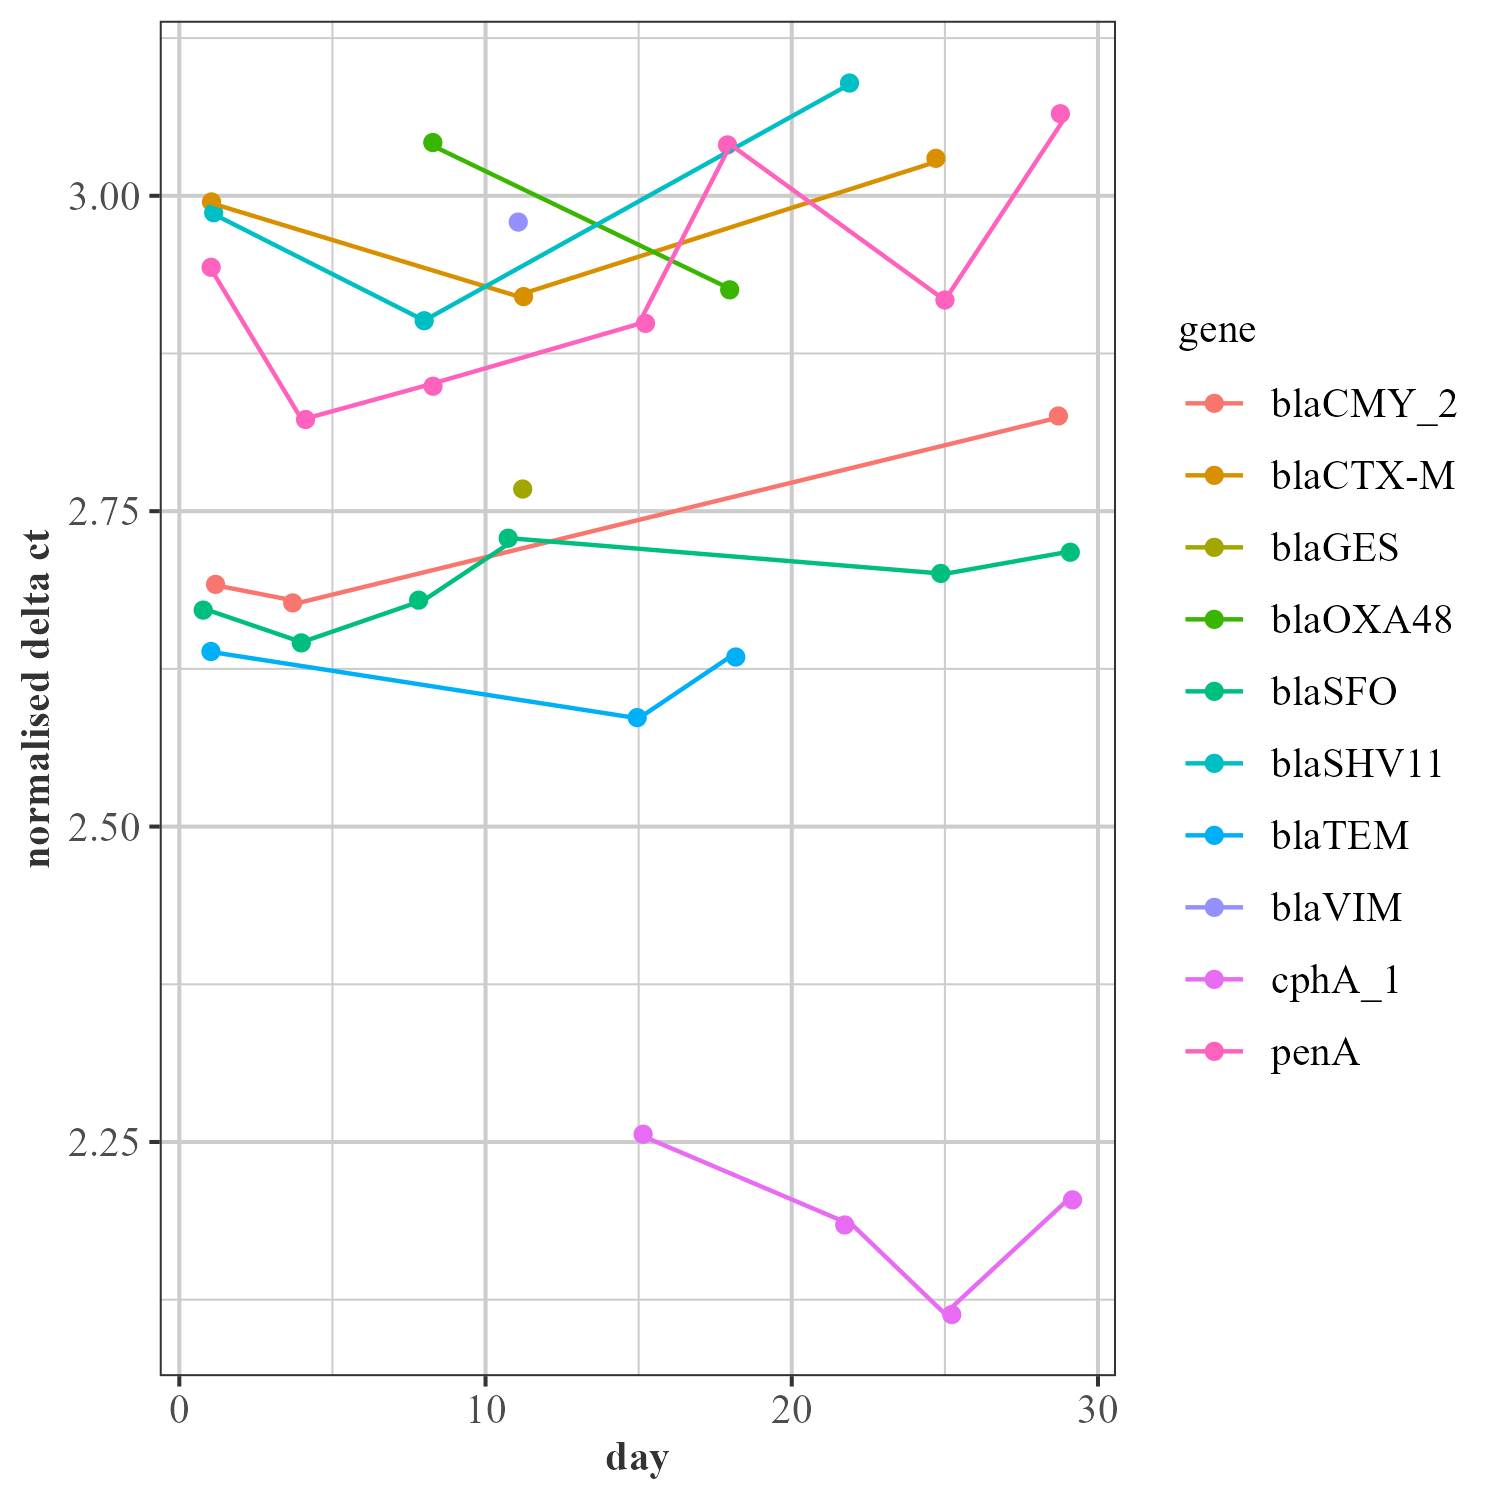 normalised delta ct
3.00
2.75
2.50
2.25
0 10 20 30
day
gene
blaCMY_2
blaCTX-M
blaGES
blaOXA48
blaSFO
blaSHV11
blaTEM
blaVIM
cphA_1
penA